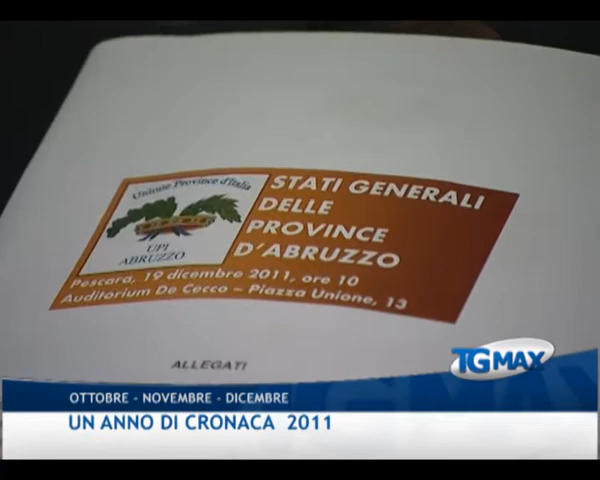 Unione Province d'Italia
UPI
ABRUZZO
STATI GENERALI
DELLE
PROVINCE
D'ABRUZZO
Pescara, 19 dicembre 2011, ore 10
Auditorium De Cecco – Piazza Unione, 13
ALLEGATI
TGMAX
OTTOBRE - NOVEMBRE - DICEMBRE
UN ANNO DI CRONACA 2011